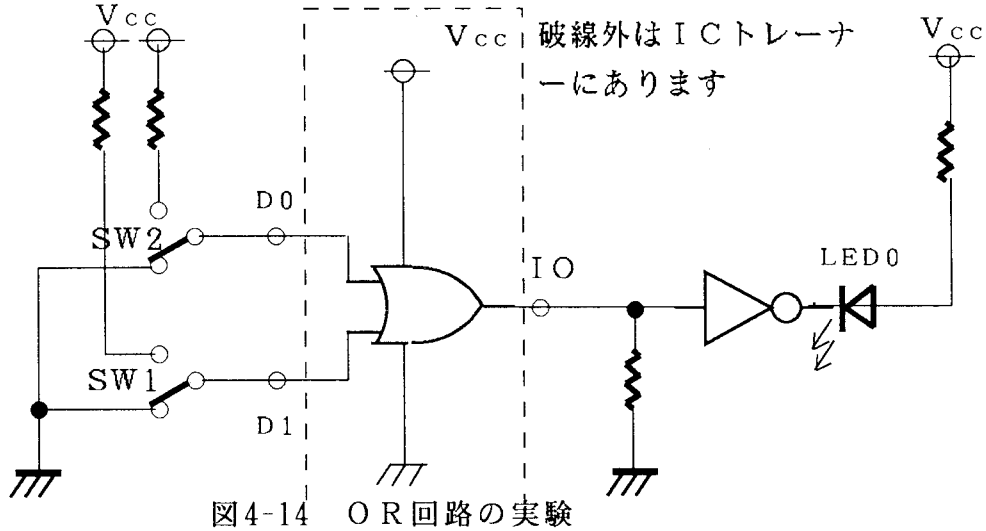 Vcc
Vcc
破線外はＩＣトレーナ
ーにあります
Vcc
D0
SW2
IO
LED0
SW1
D1
図4-14　ＯＲ回路の実験